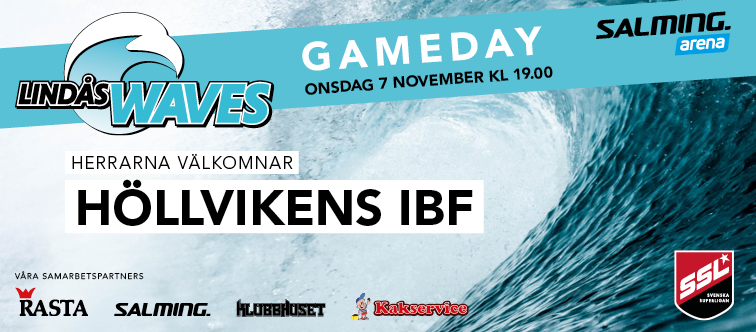 LINDÅS WAVES
GAMEDAY
ONSDAG 7 NOVEMBER KL 19.00
SALMING.
arena
HERRARNA VÄLKOMNAR
HÖLLVIKENS IBF
VÅRA SAMARBETSPARTNERS
RASTA SALMING. KLUBBHUSET Kakservice
SSL
SVENSKA
SUPERLIGAN